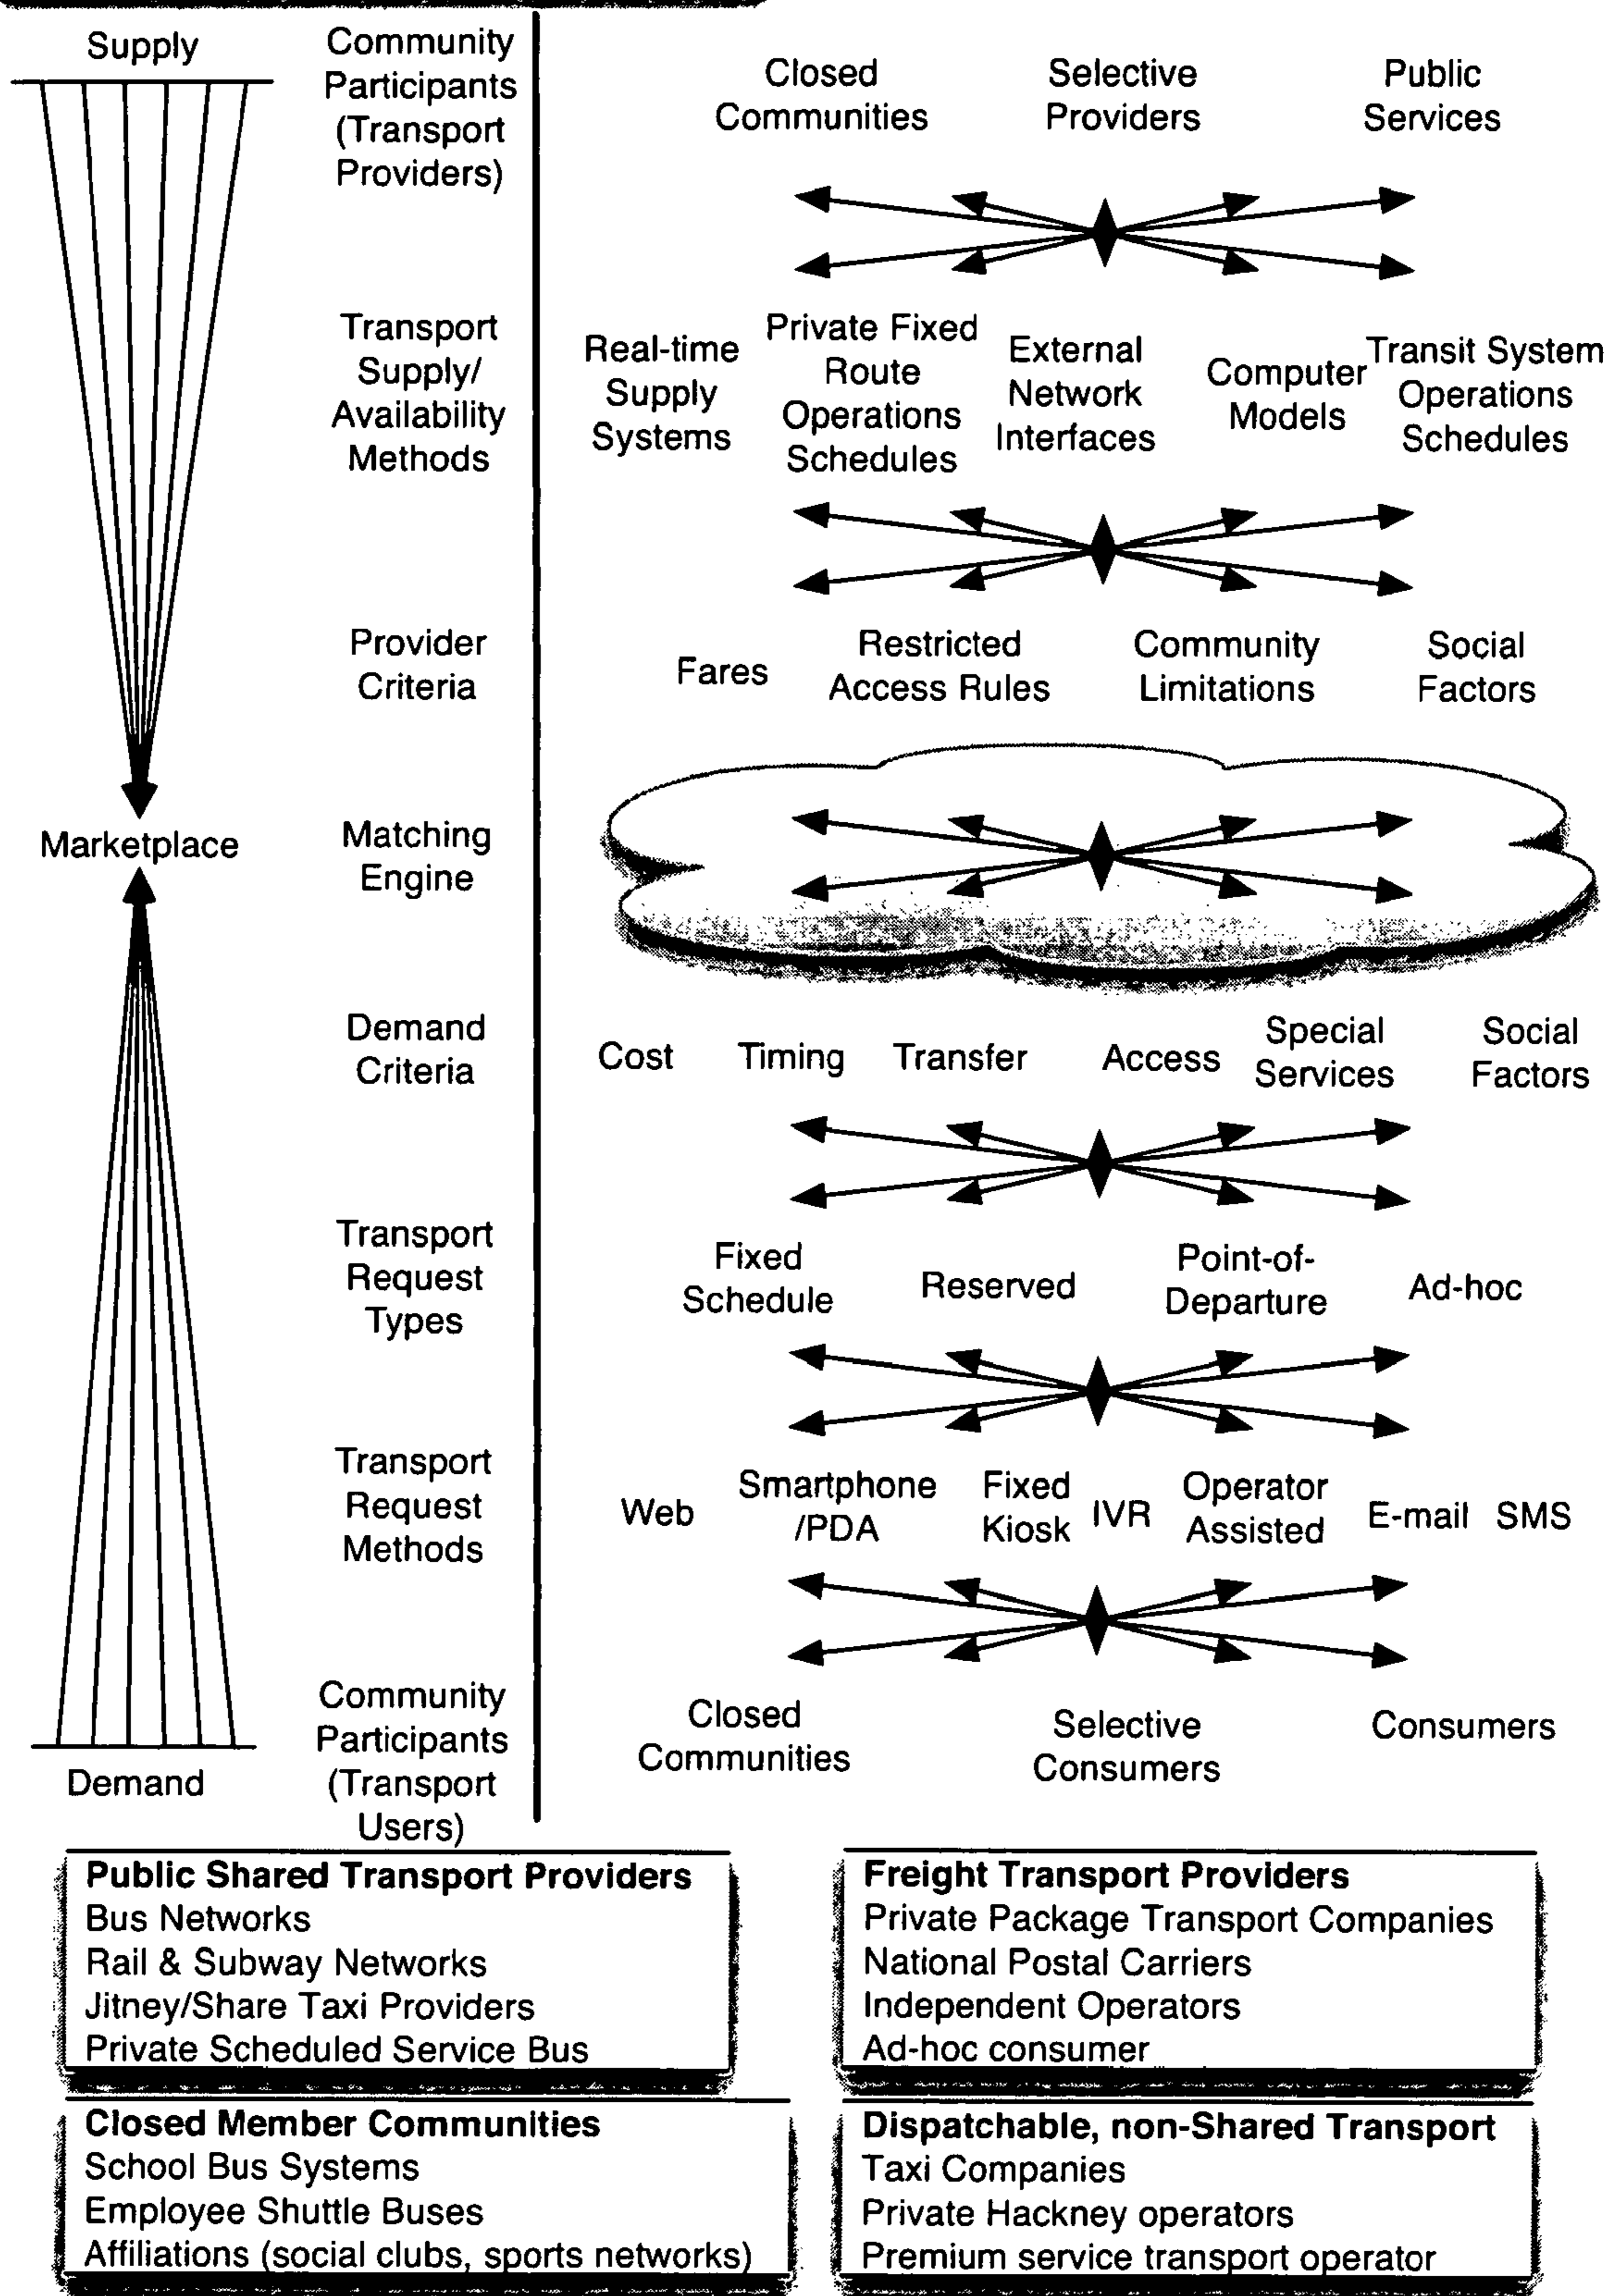 Supply
Community
Participants
(Transport
Providers)
Closed
Communities
Selective
Providers
Public
Services
Transport
Supply/
Availability
Methods
Real-time
Supply
Systems
Private Fixed
Route
Operations
Schedules
External
Network
Interfaces
Computer
Models
Transit System
Operations
Schedules
Provider
Criteria
Fares
Restricted
Access Rules
Community
Limitations
Social
Factors
Marketplace
Matching
Engine
Demand
Criteria
Cost
Timing
Transfer
Access
Special
Services
Social
Factors
Transport
Request
Types
Fixed
Schedule
Reserved
Point-of-
Departure
Ad-hoc
Transport
Request
Methods
Web
Smartphone
/PDA
Fixed
Kiosk
IVR
Operator
Assisted
E-mail
SMS
Demand
Community
Participants
(Transport
Users)
Closed
Communities
Selective
Consumers
Consumers
Public Shared Transport Providers
Bus Networks
Rail & Subway Networks
Jitney/Share Taxi Providers
Private Scheduled Service Bus
Freight Transport Providers
Private Package Transport Companies
National Postal Carriers
Independent Operators
Ad-hoc consumer
Closed Member Communities
School Bus Systems
Employee Shuttle Buses
Affiliations (social clubs, sports networks)
Dispatchable, non-Shared Transport
Taxi Companies
Private Hackney operators
Premium service transport operator